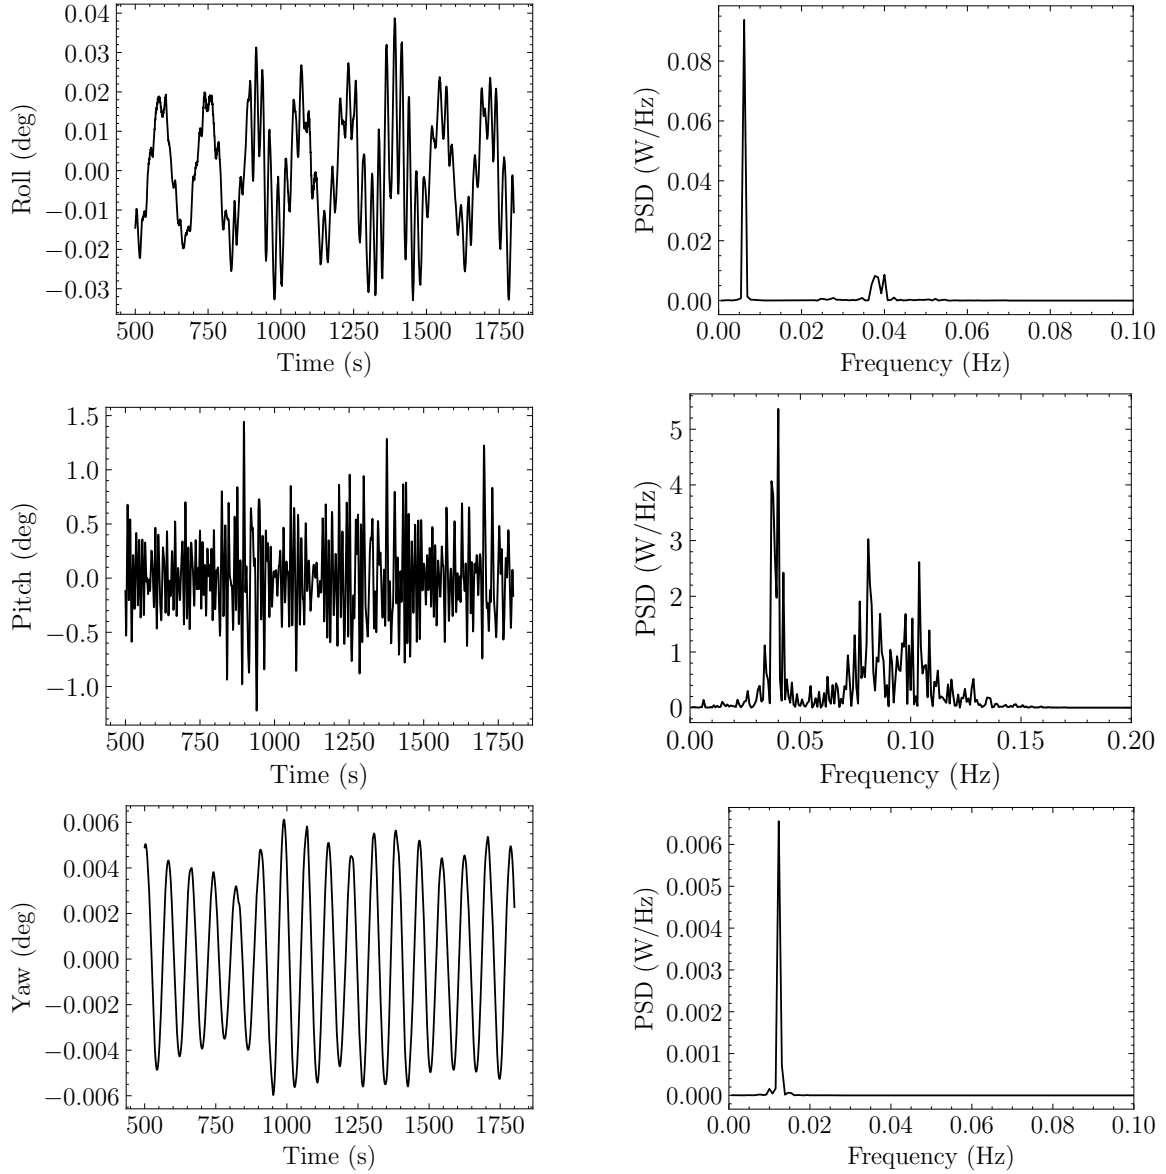 0.04
0.03
0.02
0.01
0.00
−0.01
−0.02
−0.03
Roll (deg)
500 750 1000 1250 1500 1750
Time (s)
0.08
0.06
0.04
0.02
0.00
PSD (W/Hz)
0.00 0.02 0.04 0.06 0.08 0.10
Frequency (Hz)
1.5
1.0
0.5
0.0
−0.5
−1.0
Pitch (deg)
500 750 1000 1250 1500 1750
Time (s)
5
4
3
2
1
0
PSD (W/Hz)
0.00 0.05 0.10 0.15 0.20
Frequency (Hz)
0.006
0.004
0.002
0.000
−0.002
−0.004
−0.006
Yaw (deg)
500 750 1000 1250 1500 1750
Time (s)
0.006
0.005
0.004
0.003
0.002
0.001
0.000
PSD (W/Hz)
0.00 0.02 0.04 0.06 0.08 0.10
Frequency (Hz)